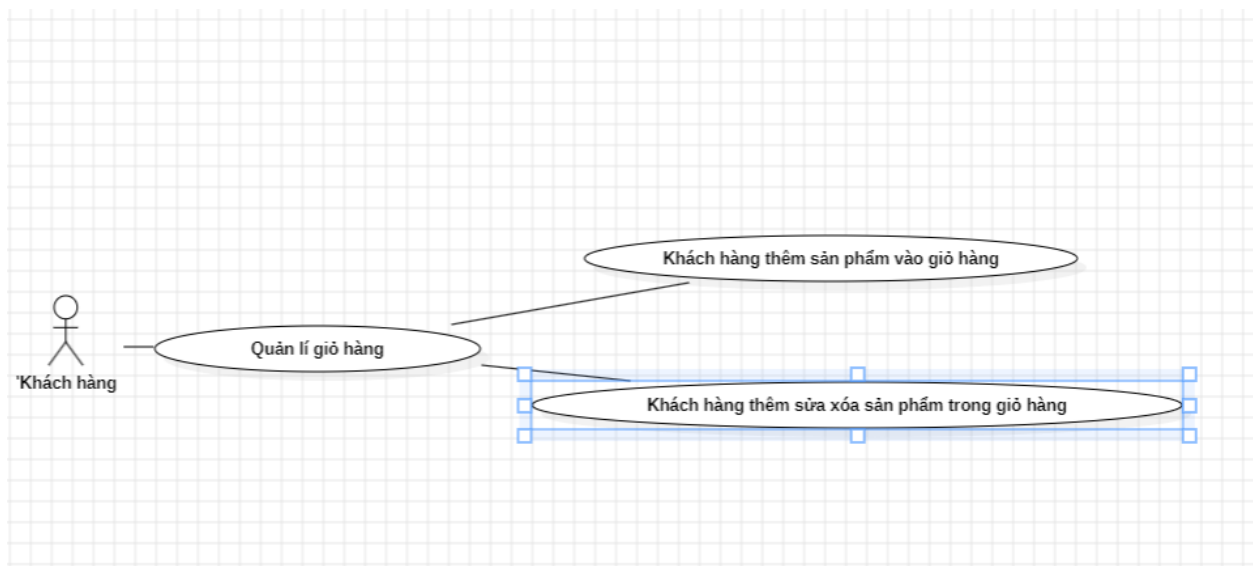 Khách hàng thêm sản phẩm vào giỏ hàng
Quản lí giỏ hàng
'Khách hàng
Khách hàng thêm sửa xóa sản phẩm trong giỏ hàng